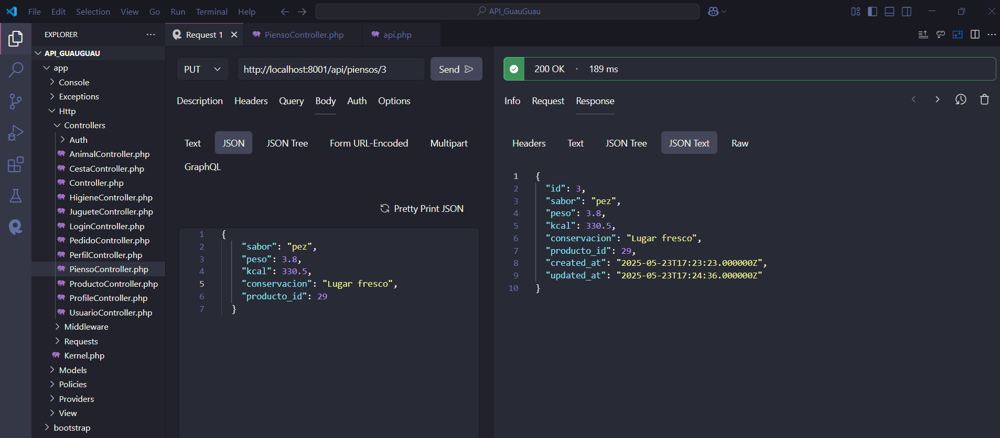 File Edit Selection View Go Run Terminal Help
API_GuauGuau
EXPLORER
API_GUAUGUAU
app
Console
Exceptions
Http
Controllers
Auth
AnimalController.php
CestaController.php
Controller.php
HigieneController.php
JugueteController.php
LoginController.php
PedidoController.php
PerfilController.php
PiensoController.php
ProductoController.php
ProfileController.php
UsuarioController.php
Middleware
Requests
Kernel.php
Models
Policies
Providers
View
bootstrap
Request 1 PiensoController.php api.php
PUT http://localhost:8001/api/piensos/3 Send
Description Headers Query Body Auth Options
Text JSON JSON Tree Form URL-Encoded Multipart
GraphQL
Pretty Print JSON
1 {
2 "sabor": "pez",
3 "peso": 3.8,
4 "kcal": 330.5,
5 "conservacion": "Lugar fresco",
6 "producto_id": 29
7 }
200 OK · 189 ms
Info Request Response
Headers Text JSON Tree JSON Text Raw
1 {
2 "id": 3,
3 "sabor": "pez",
4 "peso": 3.8,
5 "kcal": 330.5,
6 "conservacion": "Lugar fresco",
7 "producto_id": 29,
8 "created_at": "2025-05-23T17:23:23.000000Z",
9 "updated_at": "2025-05-23T17:24:36.000000Z"
10 }